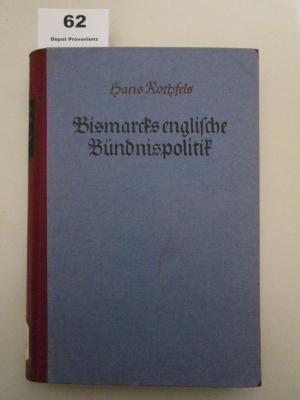 62
Depot Provenienz
Hans Rothfels
Bismarcks englische
Bündnispolitik